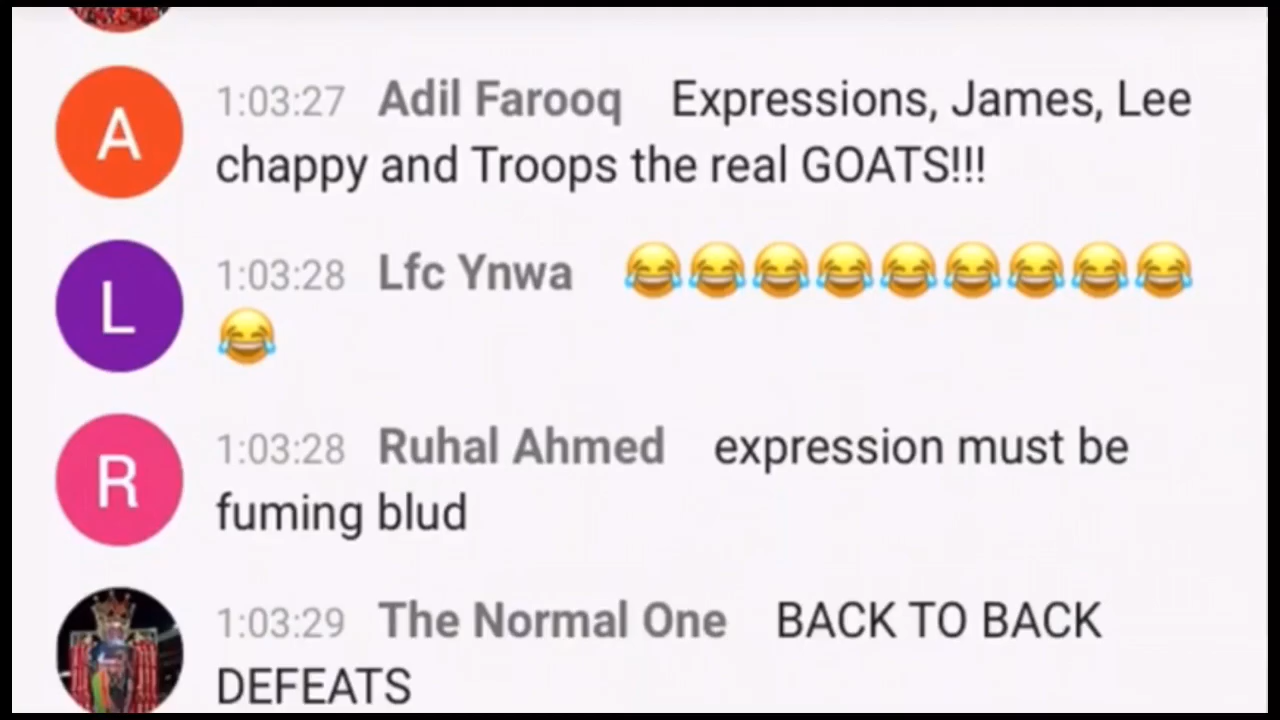 A
1:03:27 Adil Farooq Expressions, James, Lee
chappy and Troops the real GOATS!!!
L
1:03:28 Lfc Ynwa 😂😂😂😂😂😂😂😂😂
😂
R
1:03:28 Ruhal Ahmed expression must be
fuming blud
1:03:29 The Normal One BACK TO BACK
DEFEATS